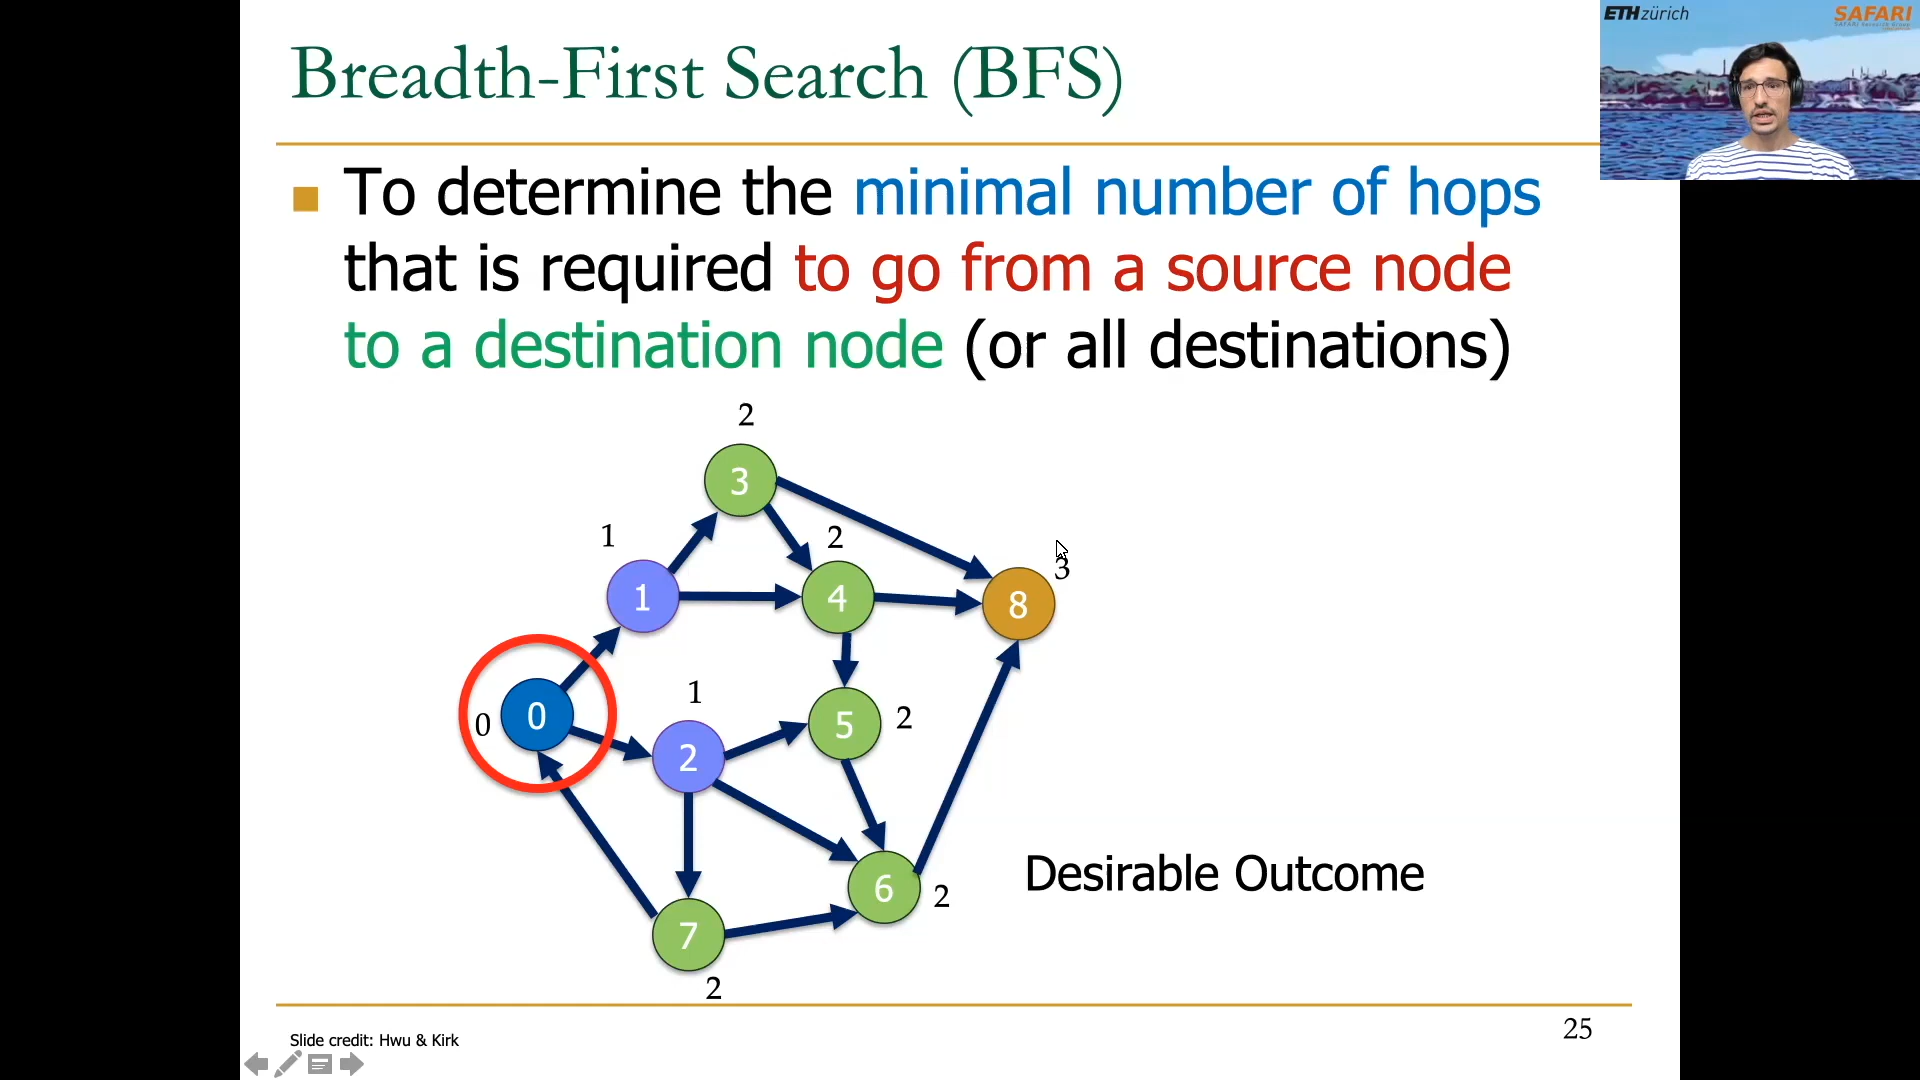 Breadth-First Search (BFS)
ETH zürich
SAFARI
To determine the minimal number of hops
that is required to go from a source node
to a destination node (or all destinations)
2
3
1
2
1
4
3
8
1
0
0
2
5
2
6
2
7
2
Desirable Outcome
Slide credit: Hwu & Kirk
25